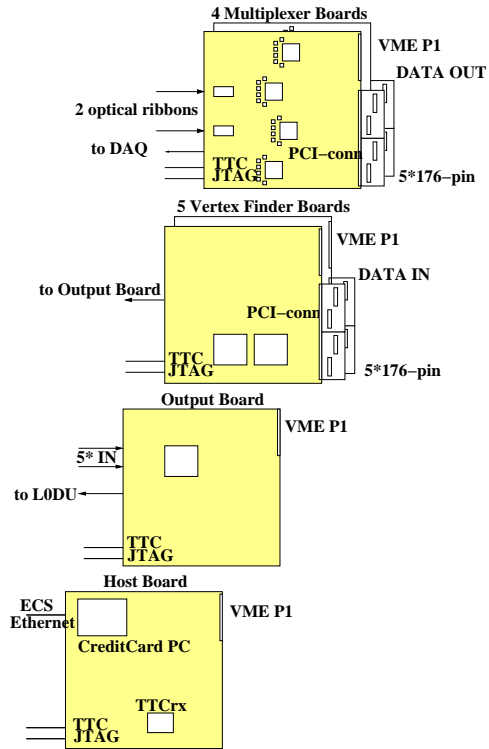 4 Multiplexer Boards
VME P1
DATA OUT
2 optical ribbons
to DAQ
PCI−conn
TTC
JTAG
5*176−pin
5 Vertex Finder Boards
VME P1
DATA IN
to Output Board
PCI−conn
TTC
JTAG
5*176−pin
Output Board
VME P1
5* IN
to L0DU
TTC
JTAG
Host Board
ECS
Ethernet
VME P1
CreditCard PC
TTCrx
TTC
JTAG